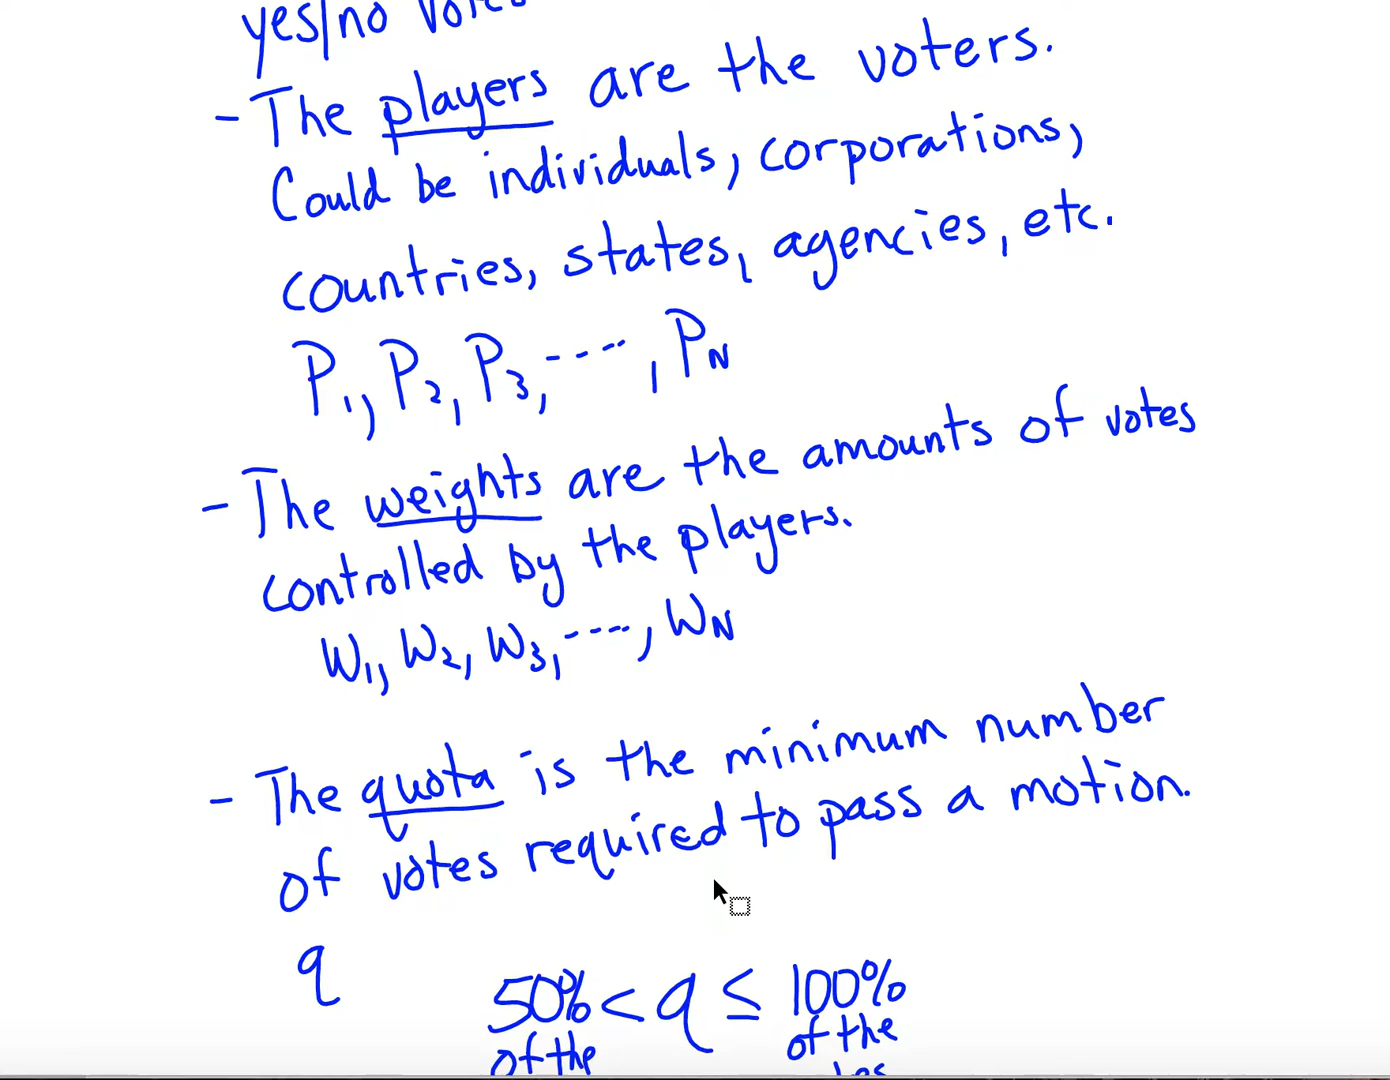 yes/no vote
- The players are the voters.
Could be individuals, corporations,
countries, states, agencies, etc.
P1, P2, P3, ----, PN
- The weights are the amounts of votes
controlled by the players.
W1, W2, W3, ----, WN
- The quota is the minimum number
of votes required to pass a motion.
q
50% < q ≤ 100%
of the of the